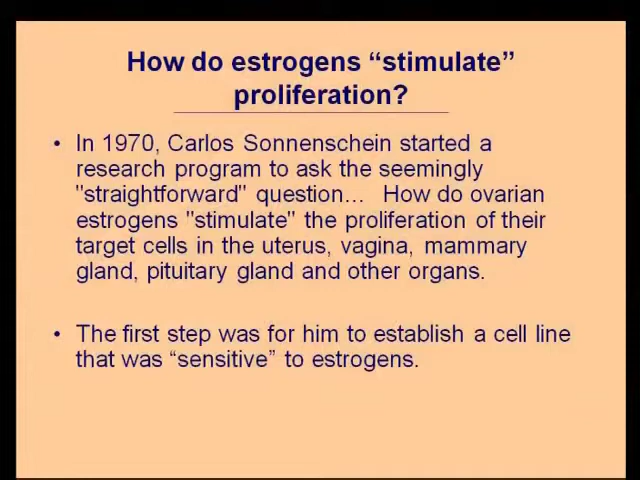 How do estrogens “stimulate”
proliferation?
• In 1970, Carlos Sonnenschein started a
research program to ask the seemingly
"straightforward" question... How do ovarian
estrogens "stimulate" the proliferation of their
target cells in the uterus, vagina, mammary
gland, pituitary gland and other organs.
• The first step was for him to establish a cell line
that was “sensitive” to estrogens.